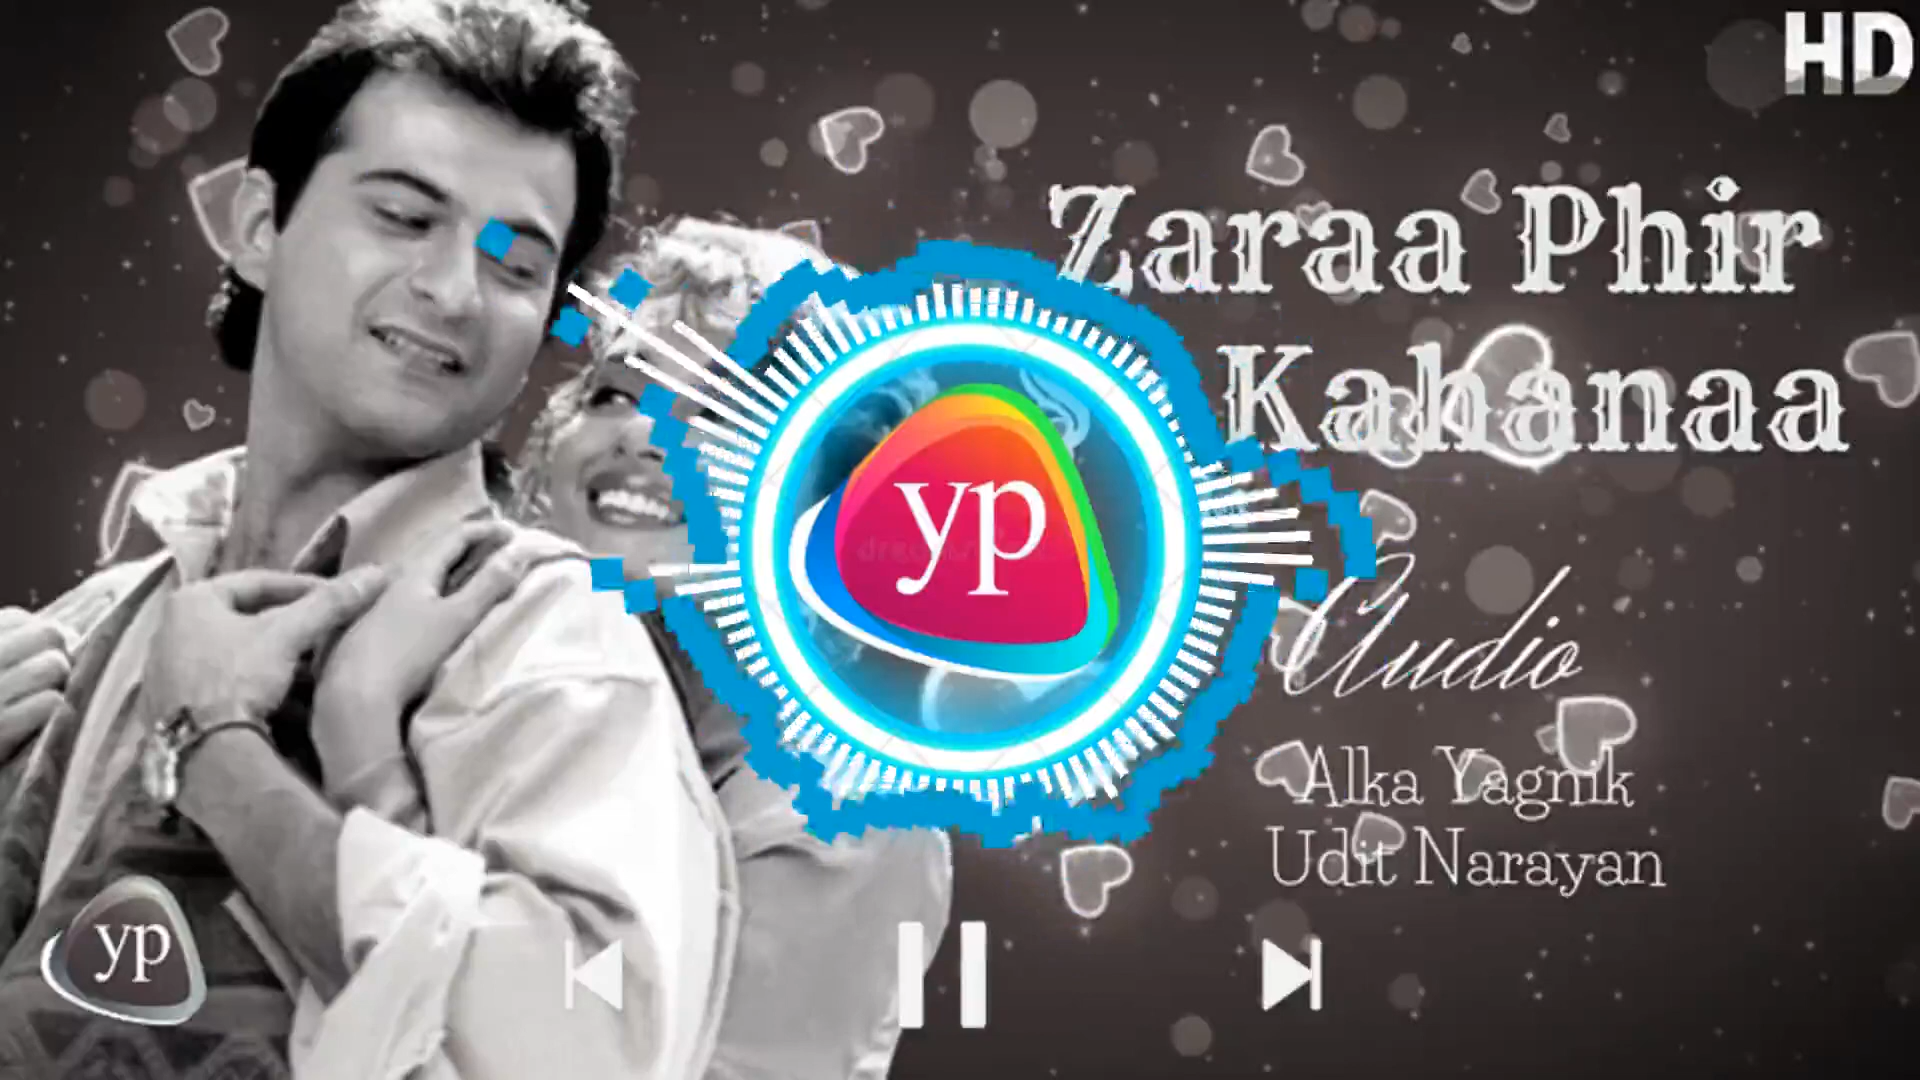 HD
Zaraa Phir
Kahanaa
yp
Audio
Alka Yagnik
Udit Narayan
yp